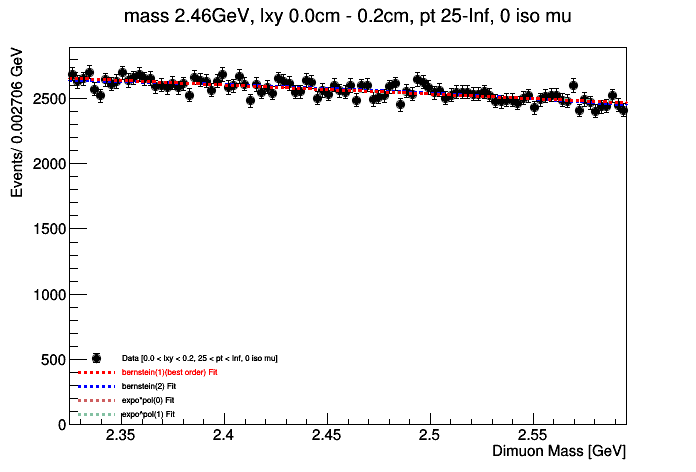 mass 2.46GeV, lxy 0.0cm - 0.2cm, pt 25-Inf, 0 iso mu
Events/ 0.002706 GeV
2500
2000
1500
1000
500
0
Data [0.0 < lxy < 0.2, 25 < pt < Inf, 0 iso mu]
bernstein(1)(best order) Fit
bernstein(2) Fit
expo*pol(0) Fit
expo*pol(1) Fit
2.35 2.4 2.45 2.5 2.55
Dimuon Mass [GeV]